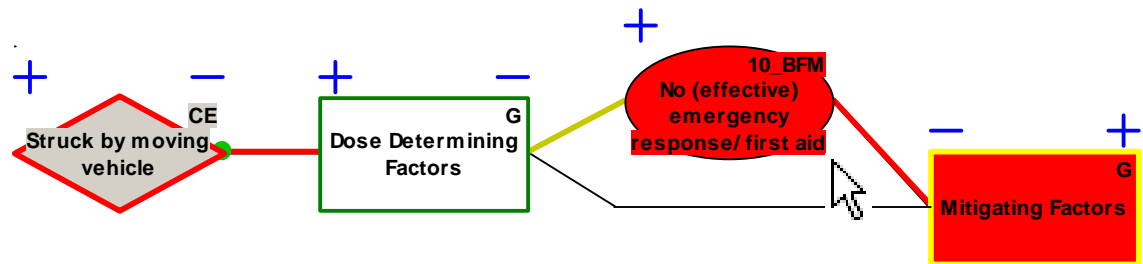 CE
Struck by moving
vehicle
G
Dose Determining
Factors
10_BFM
No (effective)
emergency
response/ first aid
G
Mitigating Factors